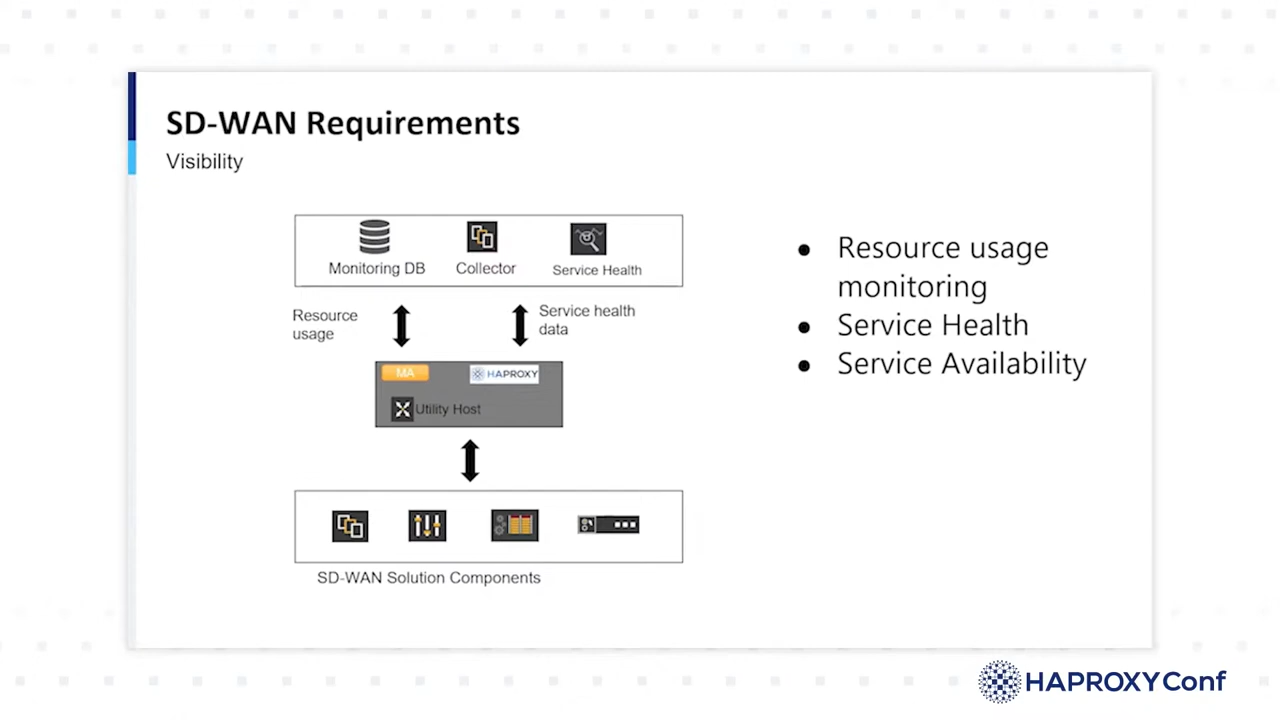 SD-WAN Requirements
Visibility
Monitoring DB
Collector
Service Health
Resource
usage
Service health
data
MA
HAPROXY
Utility Host
SD-WAN Solution Components
● Resource usage
monitoring
● Service Health
● Service Availability
HAPROXYConf